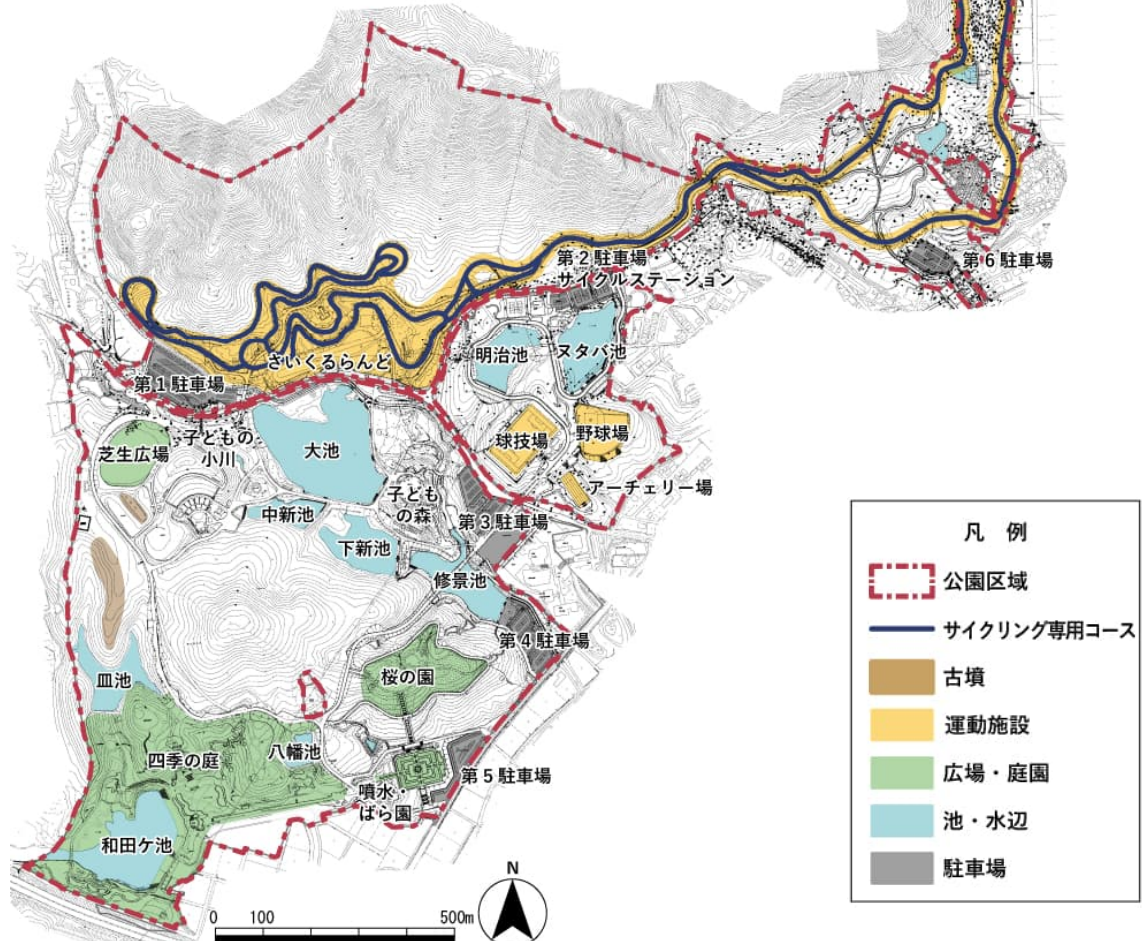 第2駐車場・
サイクルステーション
第6駐車場
明治池
ヌタバ池
さいくるらんど
第1駐車場
子どもの
小川
芝生広場
大池
球技場
野球場
アーチェリー場
子ども
の森
中新池
第3駐車場
下新池
修景池
第4駐車場
桜の園
皿池
四季の庭
八幡池
噴水・
ばら園
第5駐車場
和田ケ池
凡 例
公園区域
サイクリング専用コース
古墳
運動施設
広場・庭園
池・水辺
駐車場
N
0 100 500m